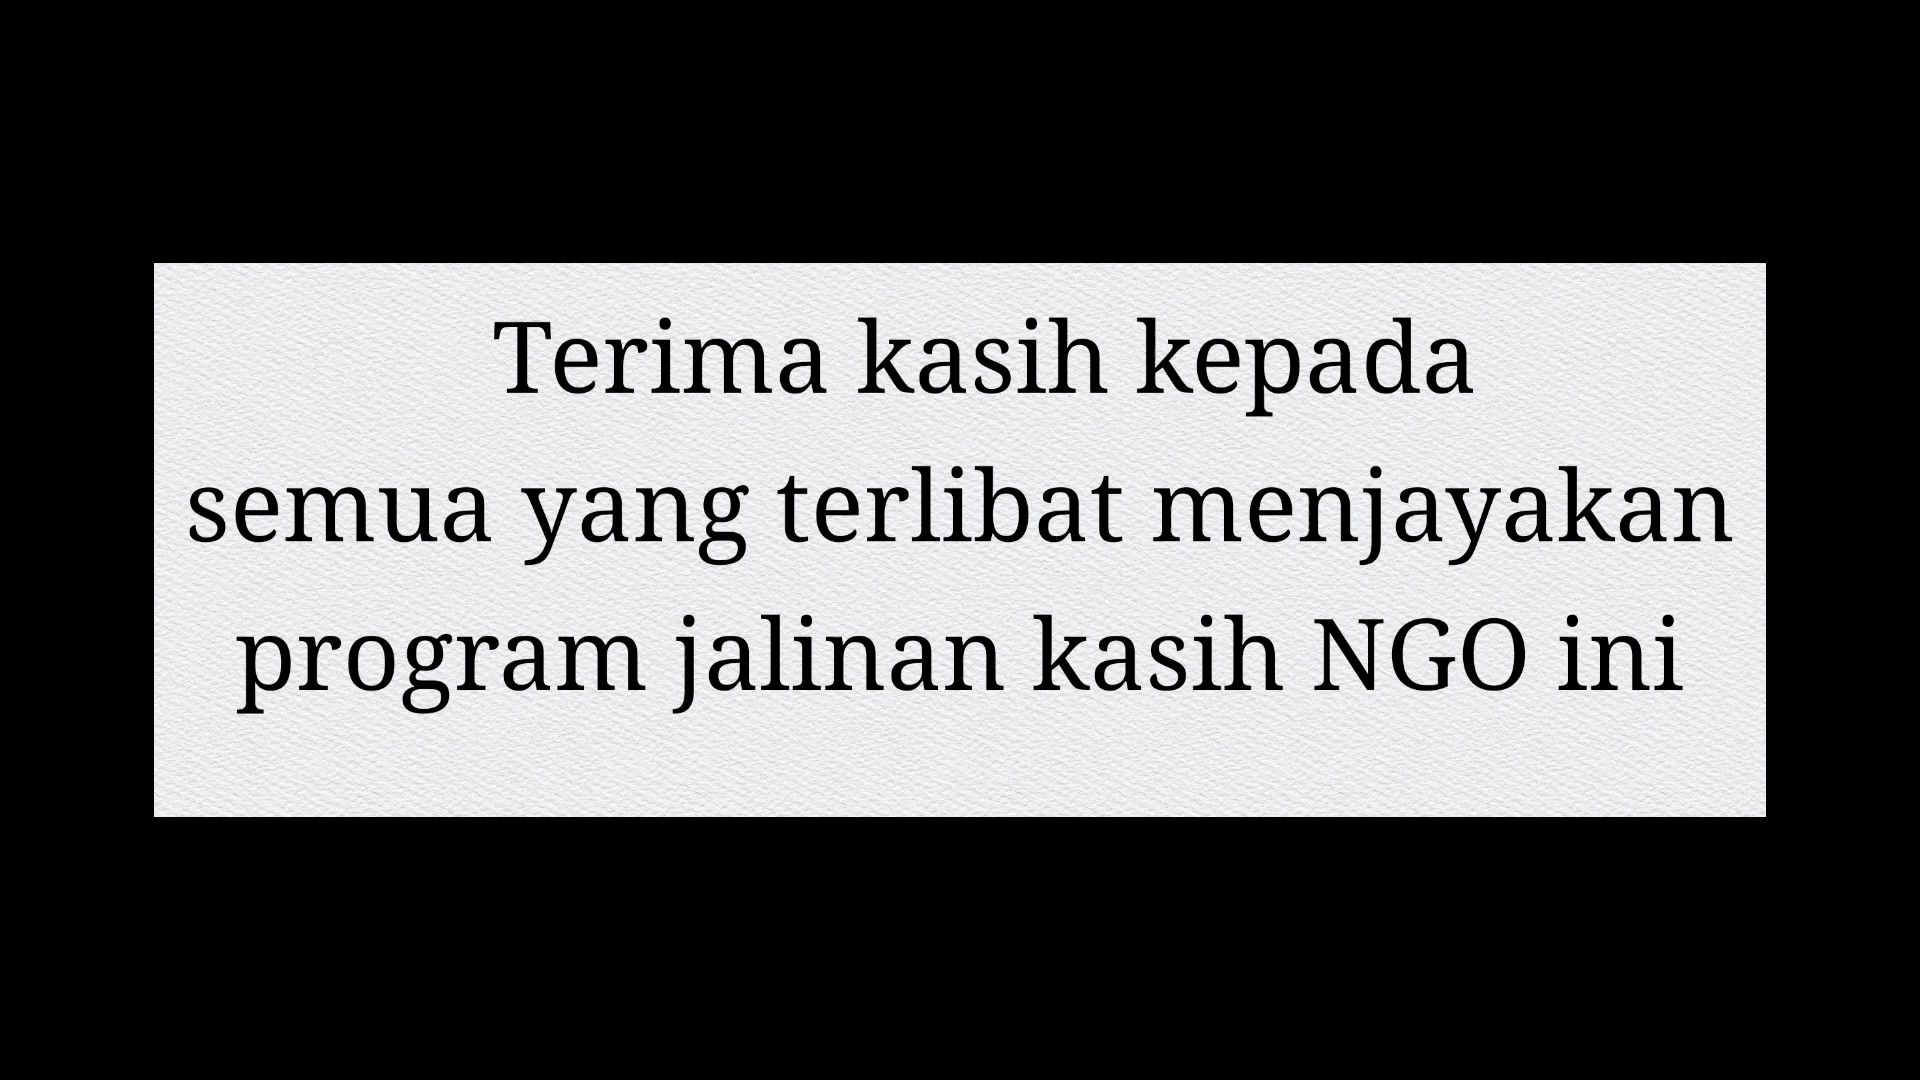 Terima kasih kepada
semua yang terlibat menjayakan
program jalinan kasih NGO ini